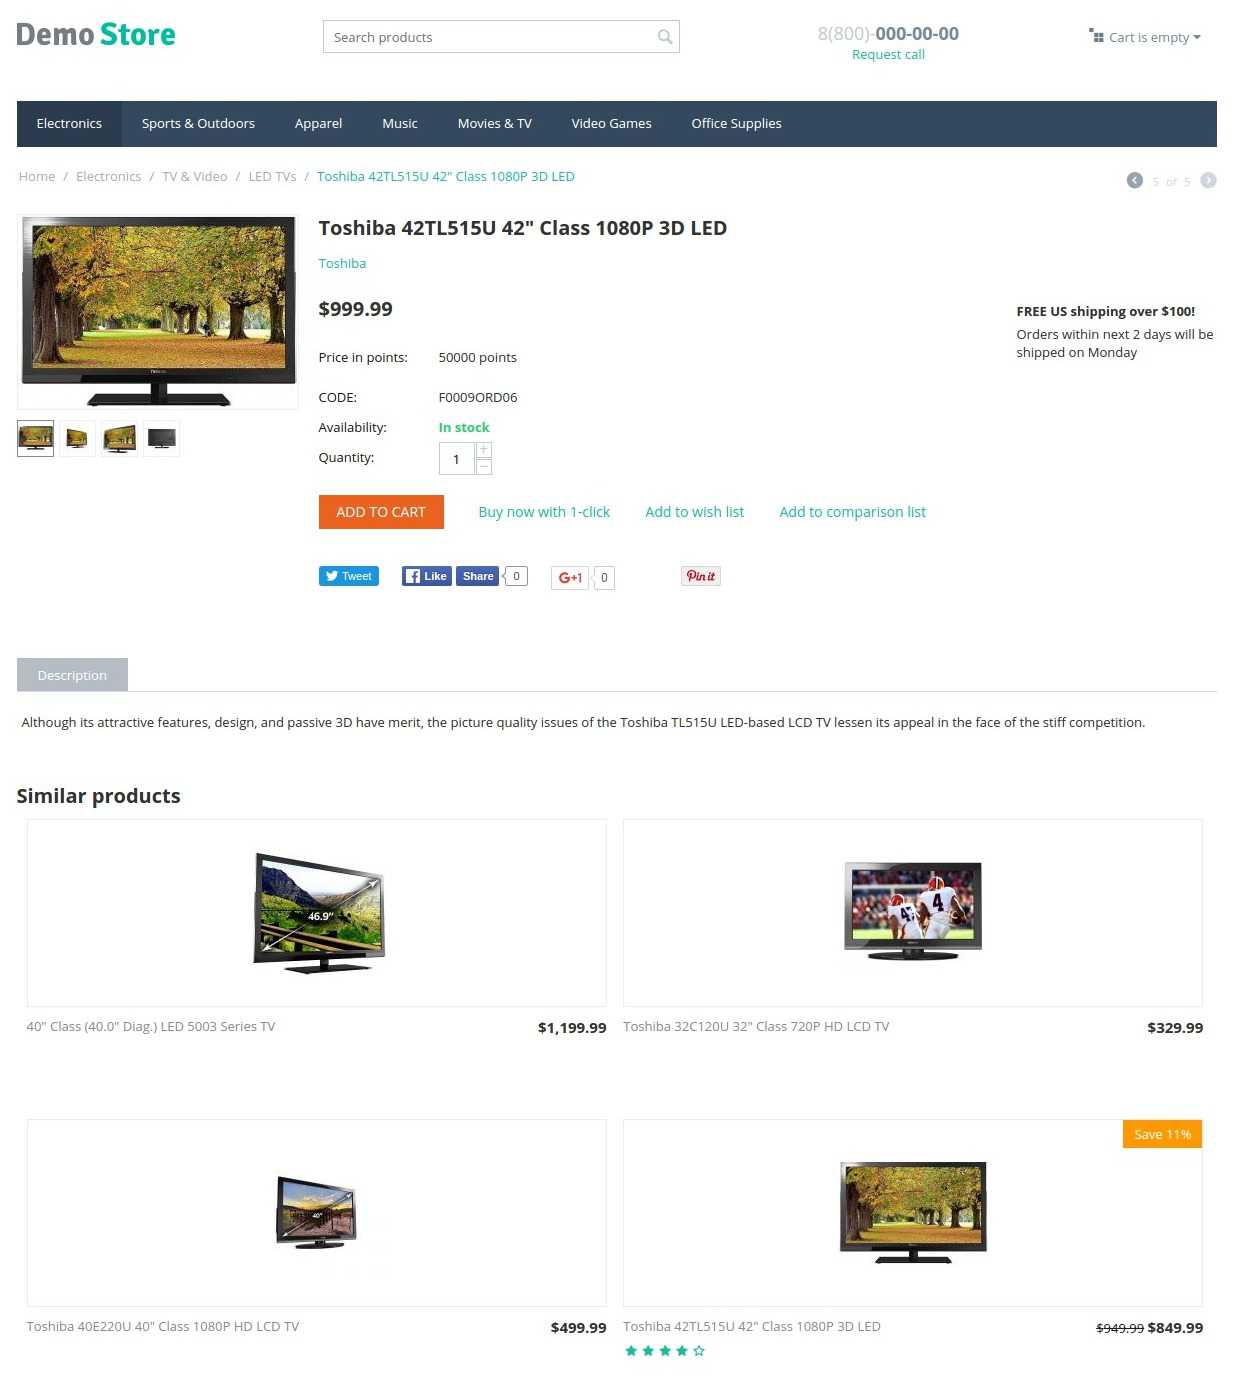 Demo Store
Search products
8(800)-000-00-00
Request call
Cart is empty
Electronics Sports & Outdoors Apparel Music Movies & TV Video Games Office Supplies
Home / Electronics / TV & Video / LED TVs / Toshiba 42TL515U 42" Class 1080P 3D LED
5 of 5
Toshiba 42TL515U 42" Class 1080P 3D LED
Toshiba
$999.99
FREE US shipping over $100!
Orders within next 2 days will be
shipped on Monday
Price in points: 50000 points
CODE: F0009ORD06
Availability: In stock
Quantity: 1 + −
ADD TO CART Buy now with 1-click Add to wish list Add to comparison list
Tweet Like Share 0 G+1 0 Pin it
Description
Although its attractive features, design, and passive 3D have merit, the picture quality issues of the Toshiba TL515U LED-based LCD TV lessen its appeal in the face of the stiff competition.
Similar products
46.9"
4
40" Class (40.0" Diag.) LED 5003 Series TV $1,199.99
Toshiba 32C120U 32" Class 720P HD LCD TV $329.99
Save 11%
40"
Toshiba 40E220U 40" Class 1080P HD LCD TV $499.99
Toshiba 42TL515U 42" Class 1080P 3D LED $949.99 $849.99